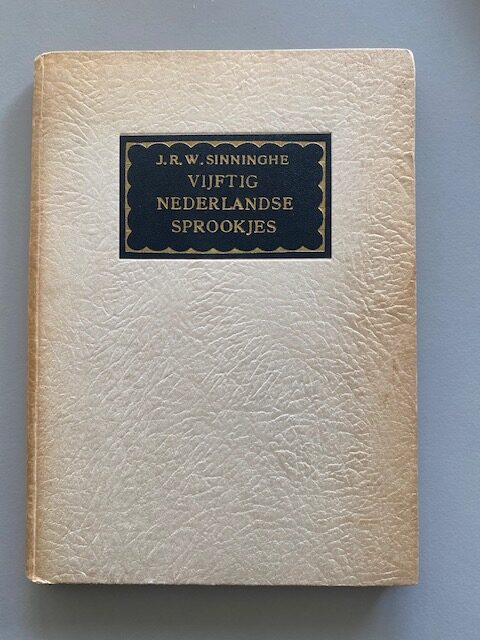 J. R. W. SINNINGHE
VIJFTIG
NEDERLANDSE
SPROOKJES